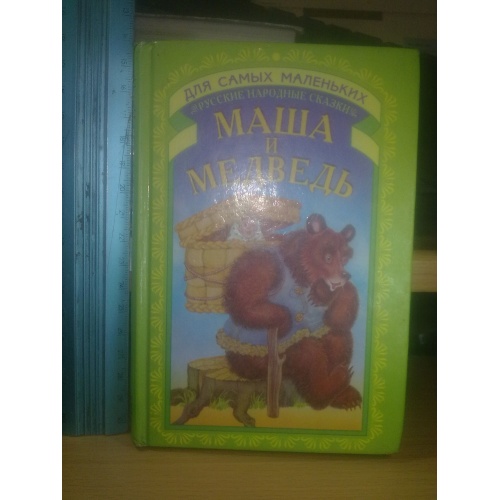 ДЛЯ САМЫХ МАЛЕНЬКИХ
РУССКИЕ НАРОДНЫЕ СКАЗКИ
МАША
И
МЕДВЕДЬ